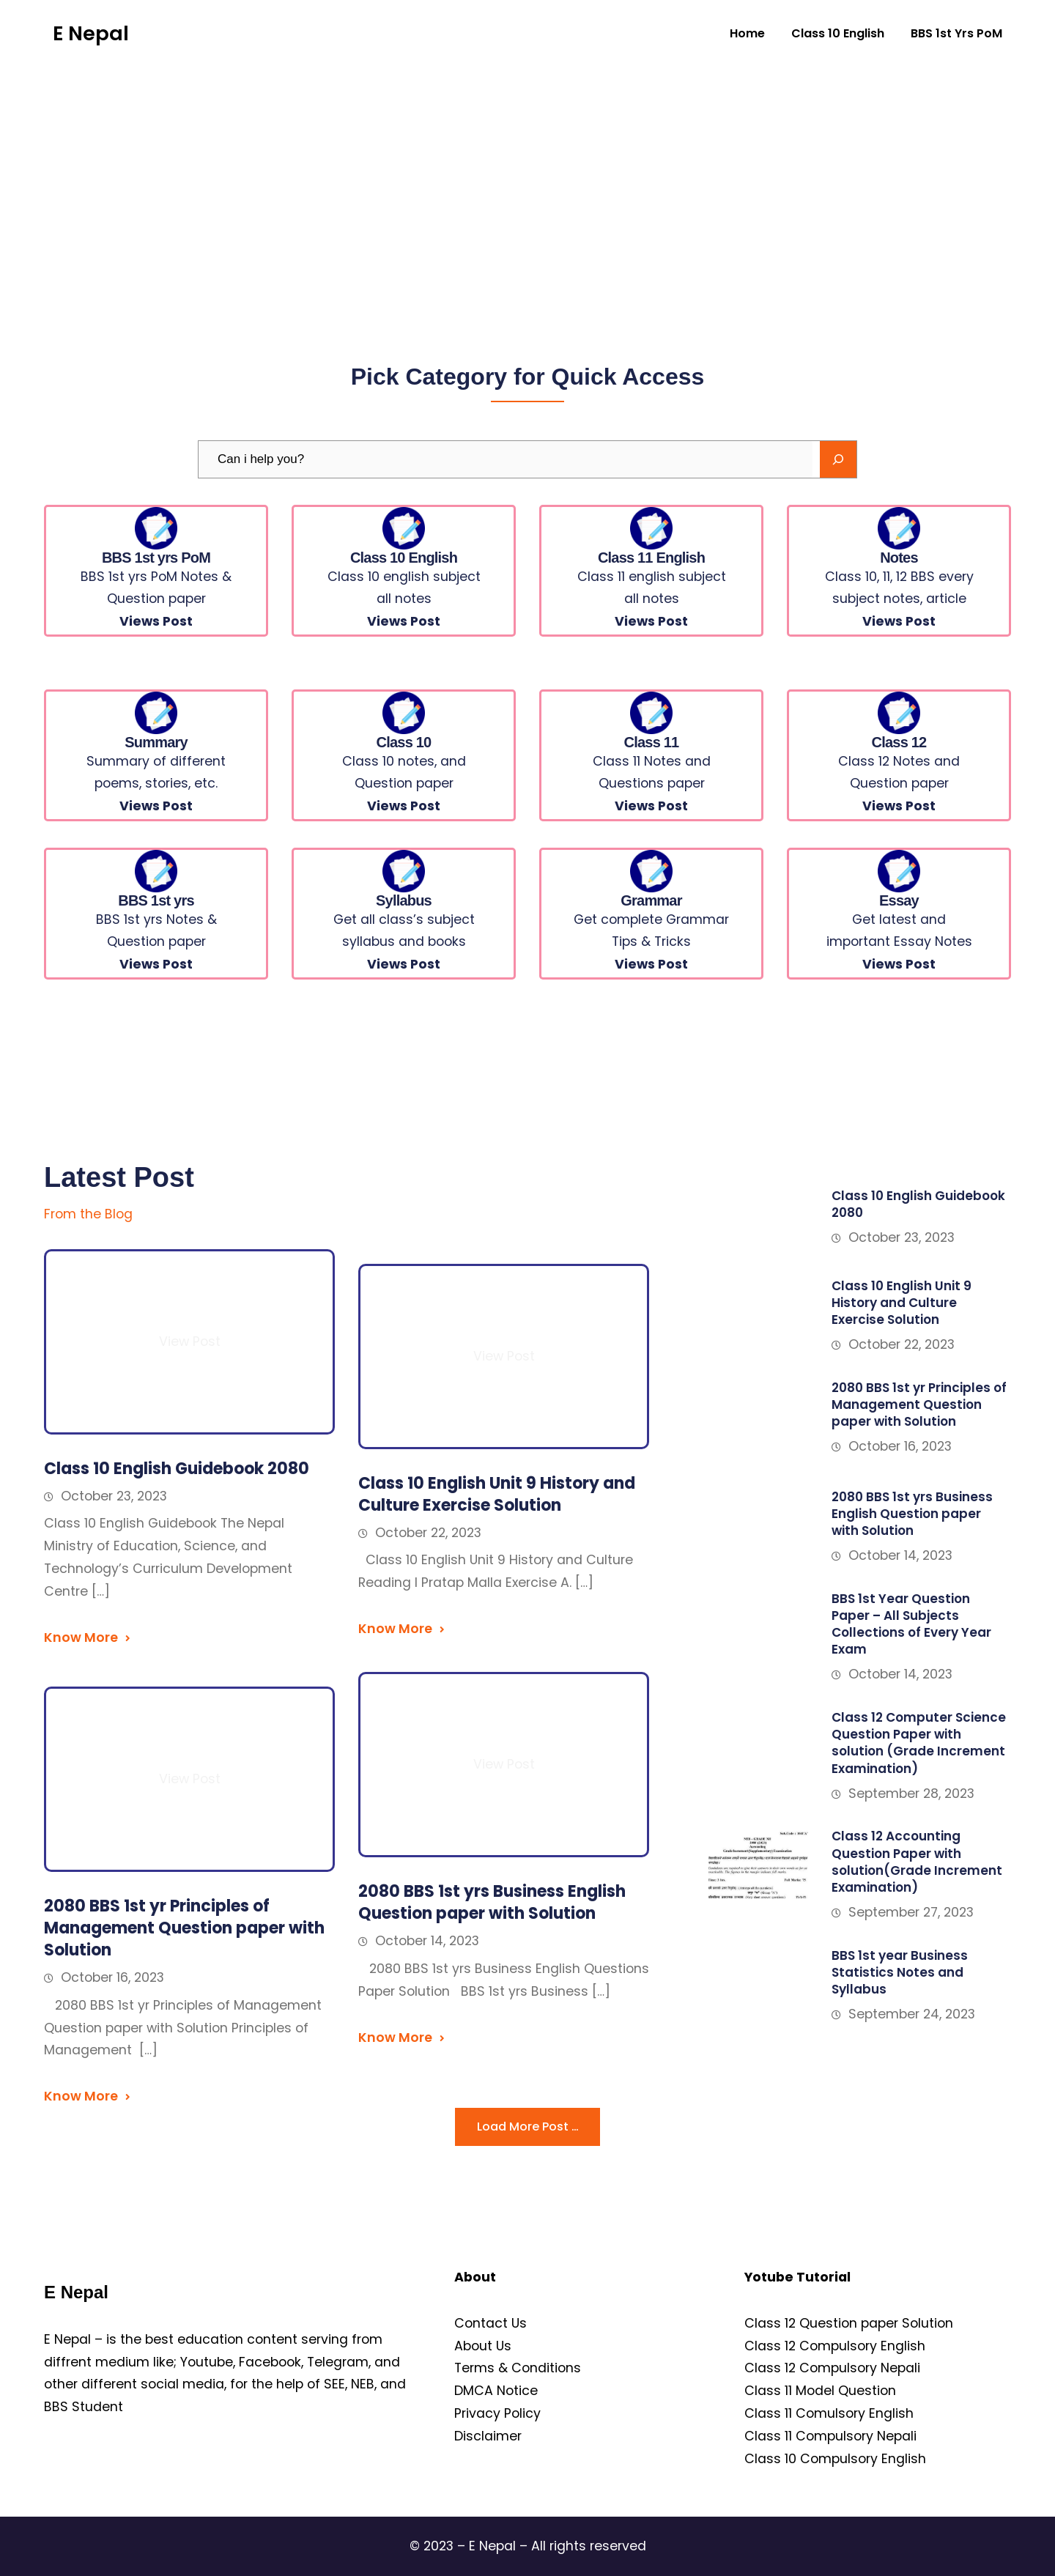 E Nepal
Home Class 10 English BBS 1st Yrs PoM
Pick Category for Quick Access
Can i help you?
BBS 1st yrs PoM
BBS 1st yrs PoM Notes &
Question paper
Views Post
Class 10 English
Class 10 english subject
all notes
Views Post
Class 11 English
Class 11 english subject
all notes
Views Post
Notes
Class 10, 11, 12 BBS every
subject notes, article
Views Post
Summary
Summary of different
poems, stories, etc.
Views Post
Class 10
Class 10 notes, and
Question paper
Views Post
Class 11
Class 11 Notes and
Questions paper
Views Post
Class 12
Class 12 Notes and
Question paper
Views Post
BBS 1st yrs
BBS 1st yrs Notes &
Question paper
Views Post
Syllabus
Get all class’s subject
syllabus and books
Views Post
Grammar
Get complete Grammar
Tips & Tricks
Views Post
Essay
Get latest and
important Essay Notes
Views Post
Latest Post
From the Blog
View Post
Class 10 English Guidebook 2080
October 23, 2023
Class 10 English Guidebook The Nepal
Ministry of Education, Science, and
Technology’s Curriculum Development
Centre [...]
Know More
View Post
Class 10 English Unit 9 History and
Culture Exercise Solution
October 22, 2023
Class 10 English Unit 9 History and Culture
Reading I Pratap Malla Exercise A. [...]
Know More
View Post
2080 BBS 1st yr Principles of
Management Question paper with
Solution
October 16, 2023
2080 BBS 1st yr Principles of Management
Question paper with Solution Principles of
Management [...]
Know More
View Post
2080 BBS 1st yrs Business English
Question paper with Solution
October 14, 2023
2080 BBS 1st yrs Business English Questions
Paper Solution BBS 1st yrs Business [...]
Know More
Class 10 English Guidebook
2080
October 23, 2023
Class 10 English Unit 9
History and Culture
Exercise Solution
October 22, 2023
2080 BBS 1st yr Principles of
Management Question
paper with Solution
October 16, 2023
2080 BBS 1st yrs Business
English Question paper
with Solution
October 14, 2023
BBS 1st Year Question
Paper – All Subjects
Collections of Every Year
Exam
October 14, 2023
Class 12 Computer Science
Question Paper with
solution (Grade Increment
Examination)
September 28, 2023
Class 12 Accounting
Question Paper with
solution(Grade Increment
Examination)
September 27, 2023
BBS 1st year Business
Statistics Notes and
Syllabus
September 24, 2023
Load More Post ...
E Nepal
E Nepal – is the best education content serving from
diffrent medium like; Youtube, Facebook, Telegram, and
other different social media, for the help of SEE, NEB, and
BBS Student
About
Contact Us
About Us
Terms & Conditions
DMCA Notice
Privacy Policy
Disclaimer
Yotube Tutorial
Class 12 Question paper Solution
Class 12 Compulsory English
Class 12 Compulsory Nepali
Class 11 Model Question
Class 11 Comulsory English
Class 11 Compulsory Nepali
Class 10 Compulsory English
© 2023 – E Nepal – All rights reserved